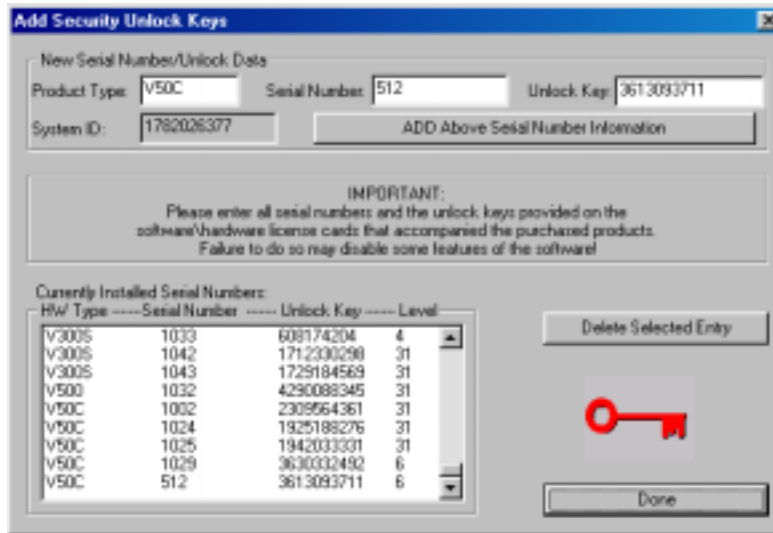 Add Security Unlock Keys
New Serial Number/Unlock Data
Product Type: V50C Serial Number: 512 Unlock Key: 3613093711
System ID: 1782026377 ADD Above Serial Number Information
IMPORTANT:
Please enter all serial numbers and the unlock keys provided on the
software\hardware license cards that accompanied the purchased products.
Failure to do so may disable some features of the software!
Currently Installed Serial Numbers:
HW Type -----Serial Number ----- Unlock Key ----- Level
V300S 1033 608174204 4
V300S 1042 1712330298 31
V300S 1043 1729184569 31
V500 1032 4290088345 31
V50C 1002 2309564361 31
V50C 1024 1925188276 31
V50C 1025 1942033331 31
V50C 1029 3630332492 6
V50C 512 3613093711 6
Delete Selected Entry
Done